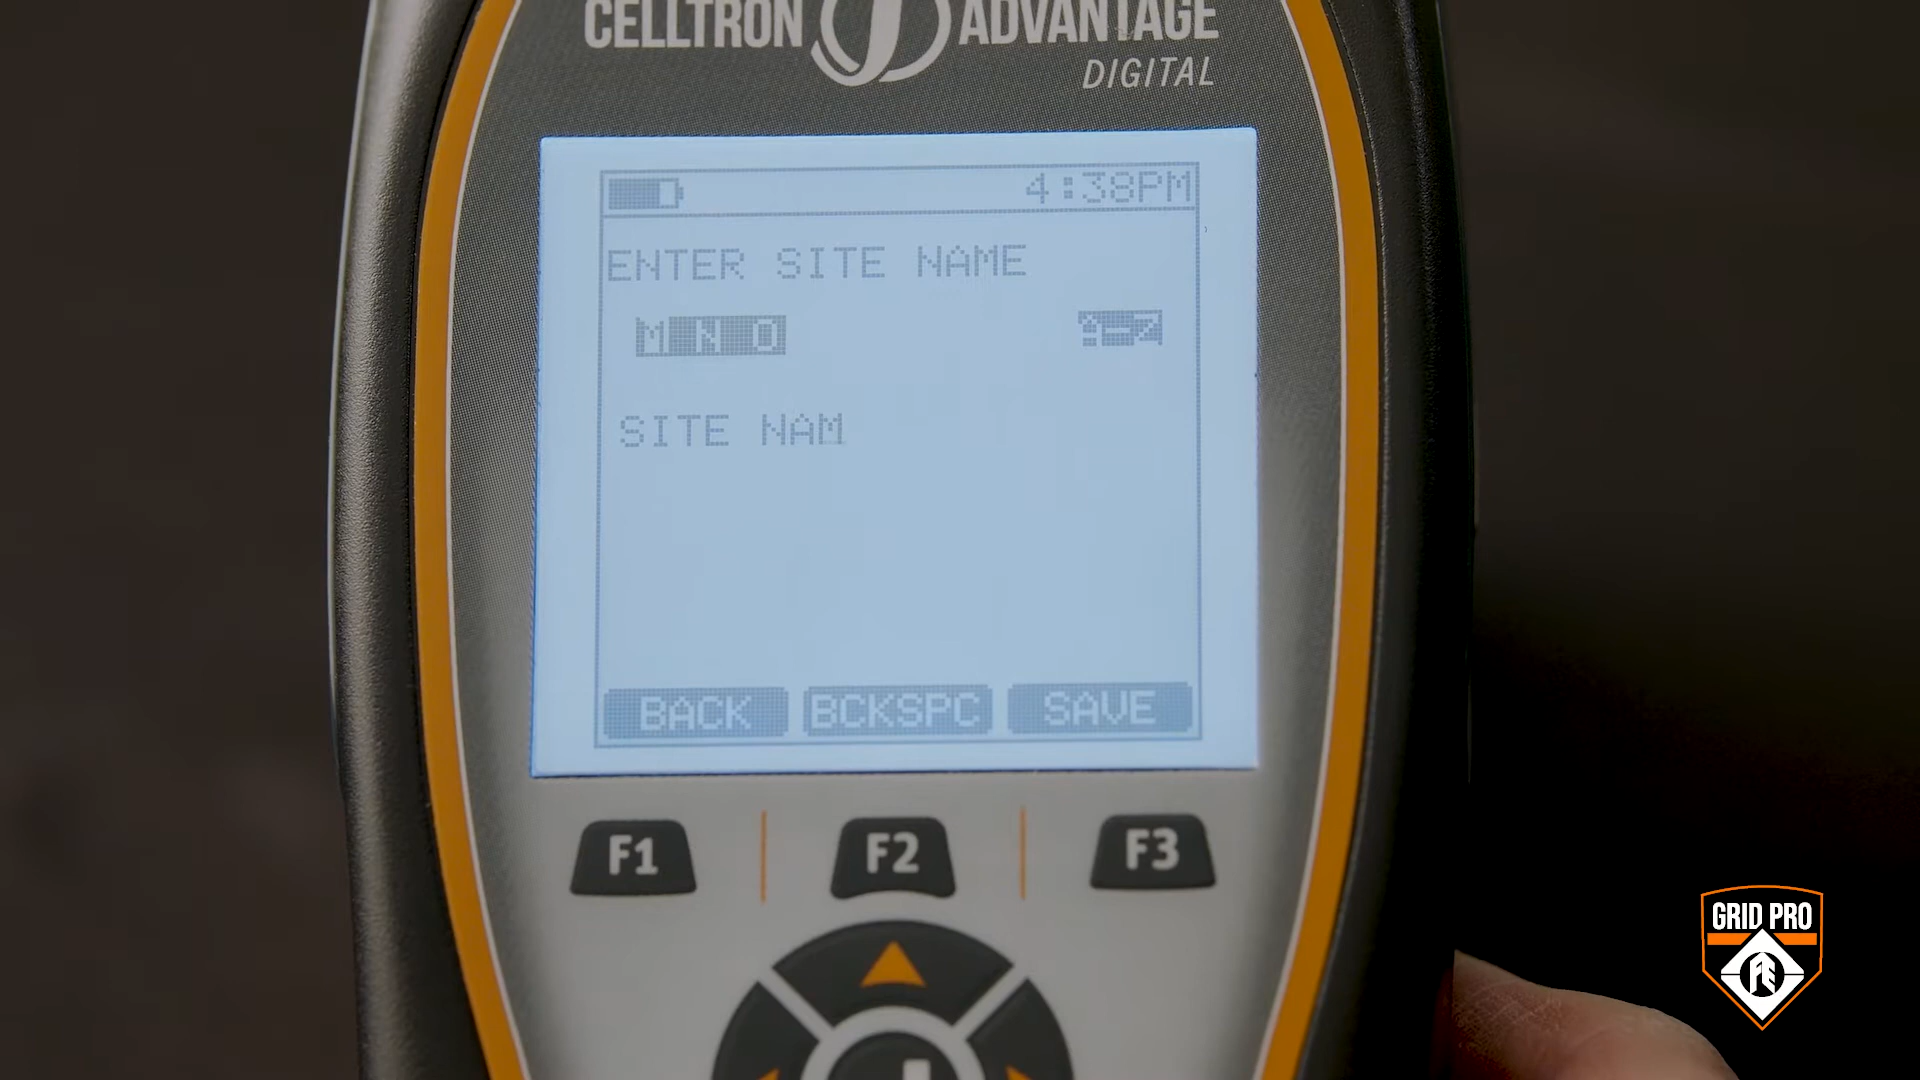 CELLTRON ADVANTAGE
DIGITAL
4:38PM
ENTER SITE NAME
M N O
SITE NAM
BACK BCKSPC SAVE
F1 F2 F3
GRID PRO